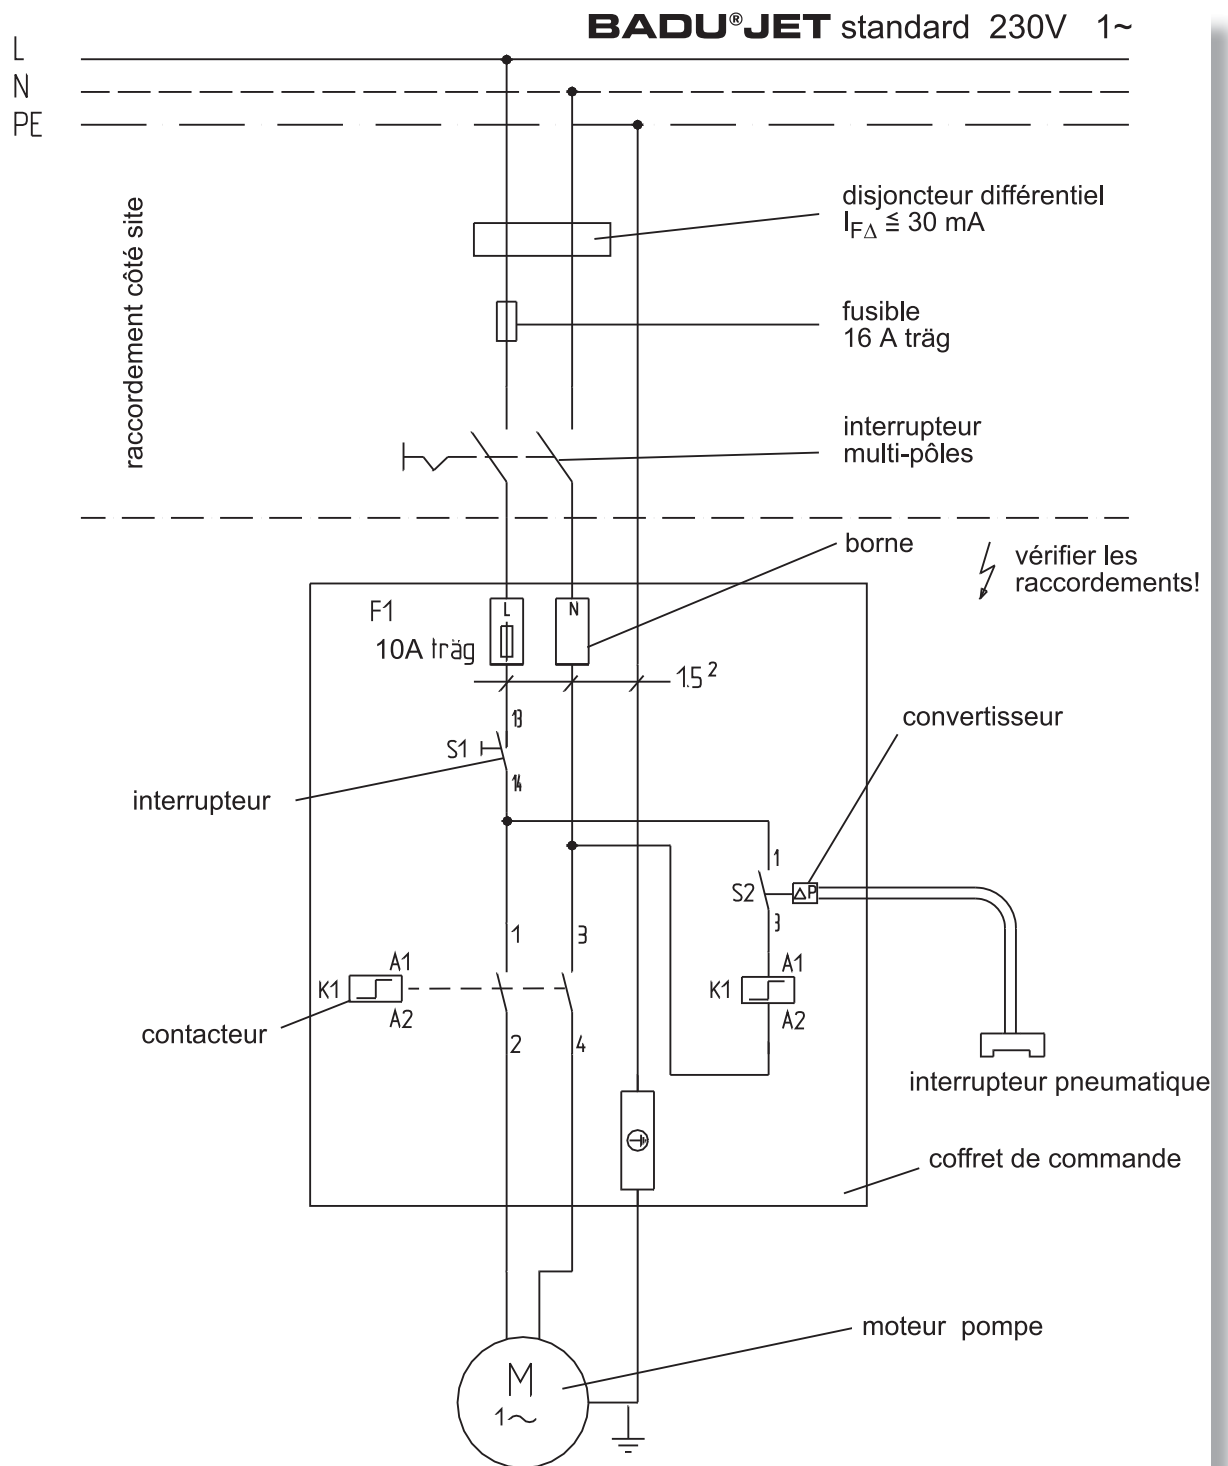 BADU®JET standard 230V 1~
L
N
PE
raccordement côté site
disjoncteur différentiel
IFΔ ≦ 30 mA
fusible
16 A träg
interrupteur
multi-pôles
borne
vérifier les
raccordements!
F1
10A träg
L
N
1.5²
13
S1
14
convertisseur
interrupteur
1
S2
ΔP
3
1
3
A1
K1
A2
A1
K1
A2
contacteur
2
4
interrupteur pneumatique
coffret de commande
moteur pompe
M
1~